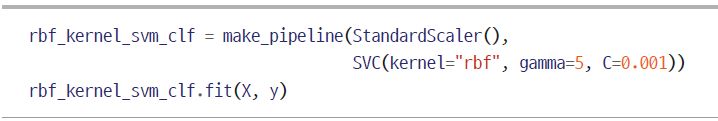 rbf_kernel_svm_clf = make_pipeline(StandardScaler(),
                                   SVC(kernel="rbf", gamma=5, C=0.001))
rbf_kernel_svm_clf.fit(X, y)